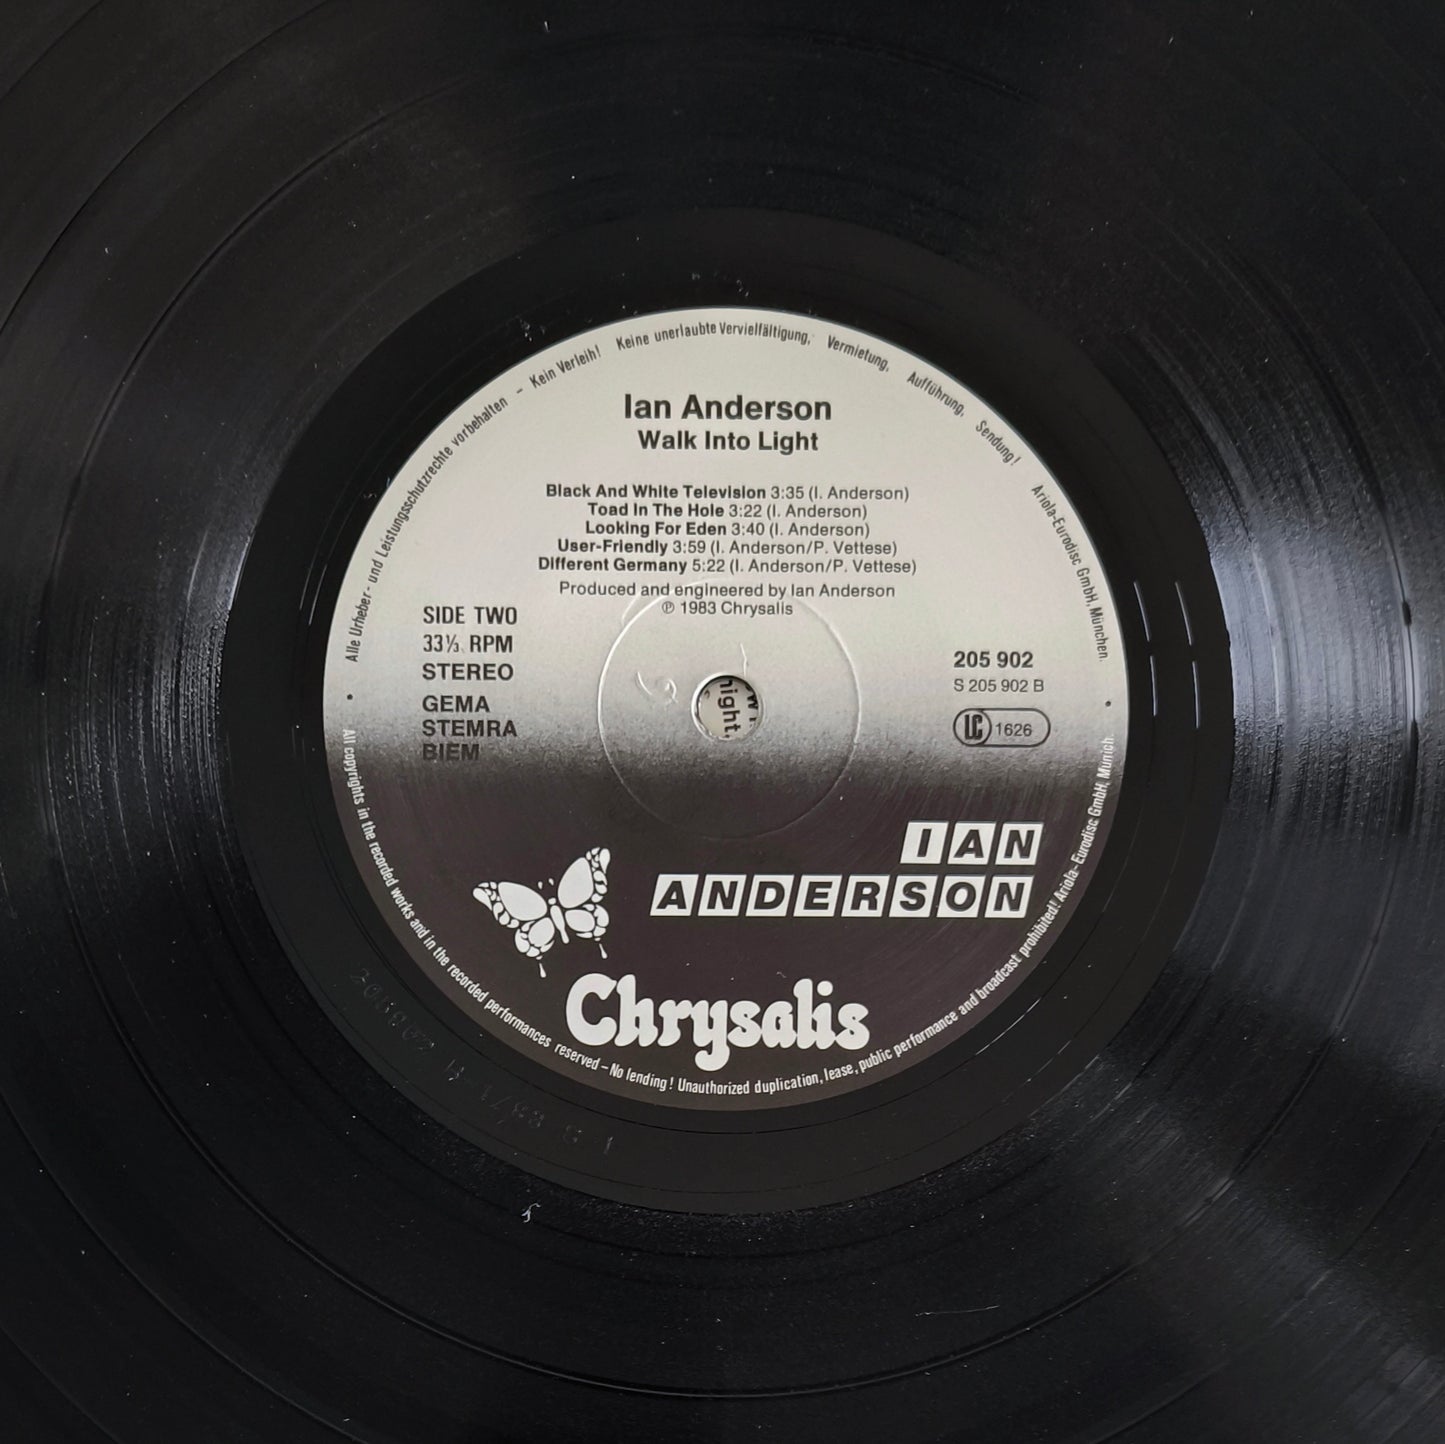 Alle Urheber- und Leistungsschutzrechte vorbehalten – Kein Verleih! Keine unerlaubte Vervielfältigung, Vermietung, Aufführung, Sendung! Ariola-Eurodisc GmbH, München.
Ian Anderson
Walk Into Light
Black And White Television 3:35 (I. Anderson)
Toad In The Hole 3:22 (I. Anderson)
Looking For Eden 3:40 (I. Anderson)
User-Friendly 3:59 (I. Anderson/P. Vettese)
Different Germany 5:22 (I. Anderson/P. Vettese)
Produced and engineered by Ian Anderson
℗ 1983 Chrysalis
SIDE TWO
33⅓ RPM
STEREO
GEMA
STEMRA
BIEM
night.
205 902
S 205 902 B
LC 1626
IAN
ANDERSON
Chrysalis
All copyrights in the recorded works and in the recorded performances reserved – No lending! Unauthorized duplication, lease, public performance and broadcast prohibited! Ariola-Eurodisc GmbH, Munich.